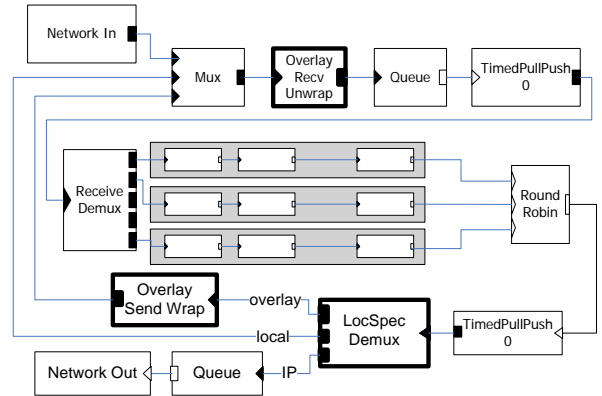 Network In
Mux
Overlay
Recv
Unwrap
Queue
TimedPullPush
0
Receive
Demux
Round
Robin
Overlay
Send Wrap
overlay
local
IP
LocSpec
Demux
TimedPullPush
0
Network Out
Queue